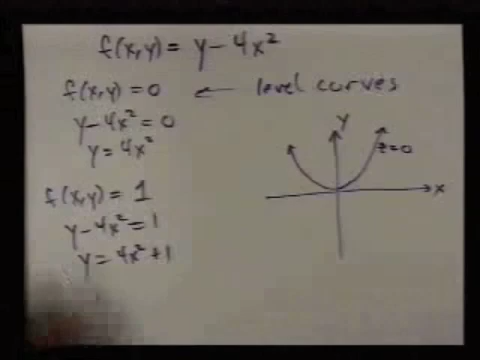 f(x,y) = y - 4x²
f(x,y) = 0 ← level curves
y - 4x² = 0
y = 4x²
f(x,y) = 1
y - 4x² = 1
y = 4x² + 1
y
z=0
x